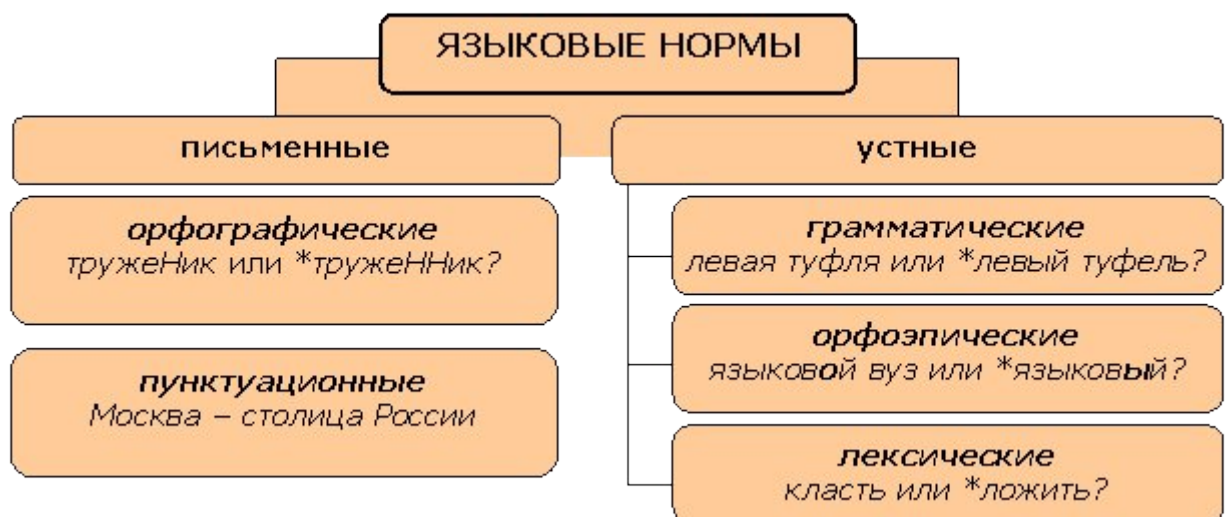 ЯЗЫКОВЫЕ НОРМЫ
письменные
орфографические
тружеНик или *тружеННик?
пунктуационные
Москва – столица России
устные
грамматические
левая туфля или *левый туфель?
орфоэпические
языковой вуз или *языковый?
лексические
класть или *ложить?